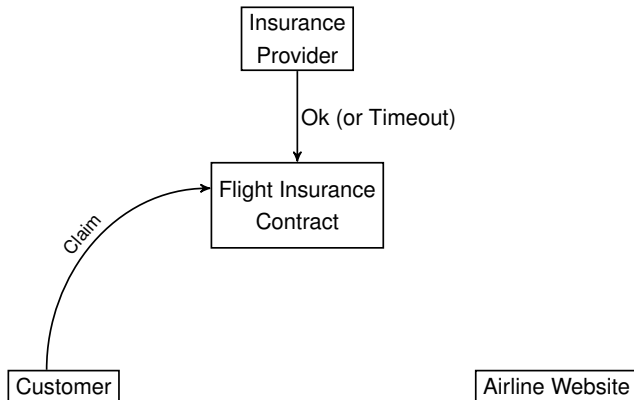 Insurance
Provider
Ok (or Timeout)
Flight Insurance
Contract
Claim
Customer
Airline Website